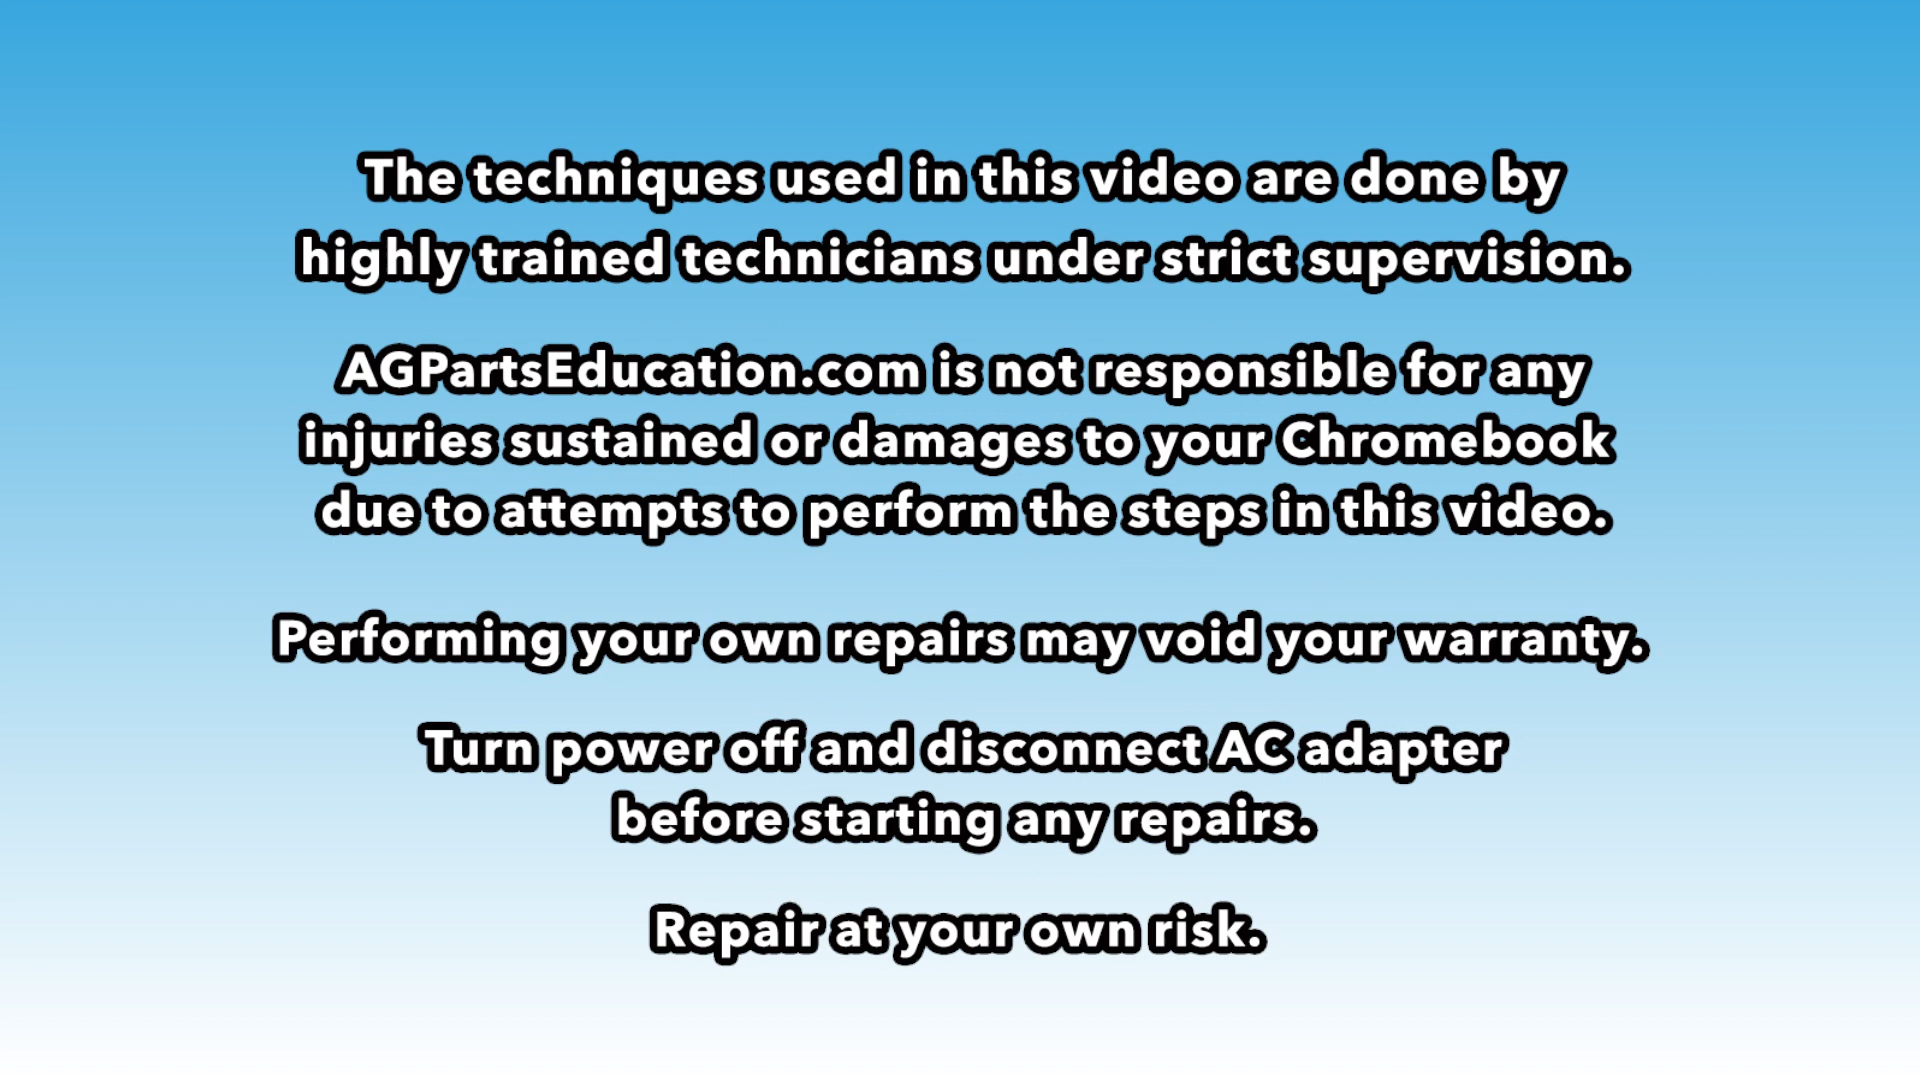 The techniques used in this video are done by
highly trained technicians under strict supervision.
AGPartsEducation.com is not responsible for any
injuries sustained or damages to your Chromebook
due to attempts to perform the steps in this video.
Performing your own repairs may void your warranty.
Turn power off and disconnect AC adapter
before starting any repairs.
Repair at your own risk.